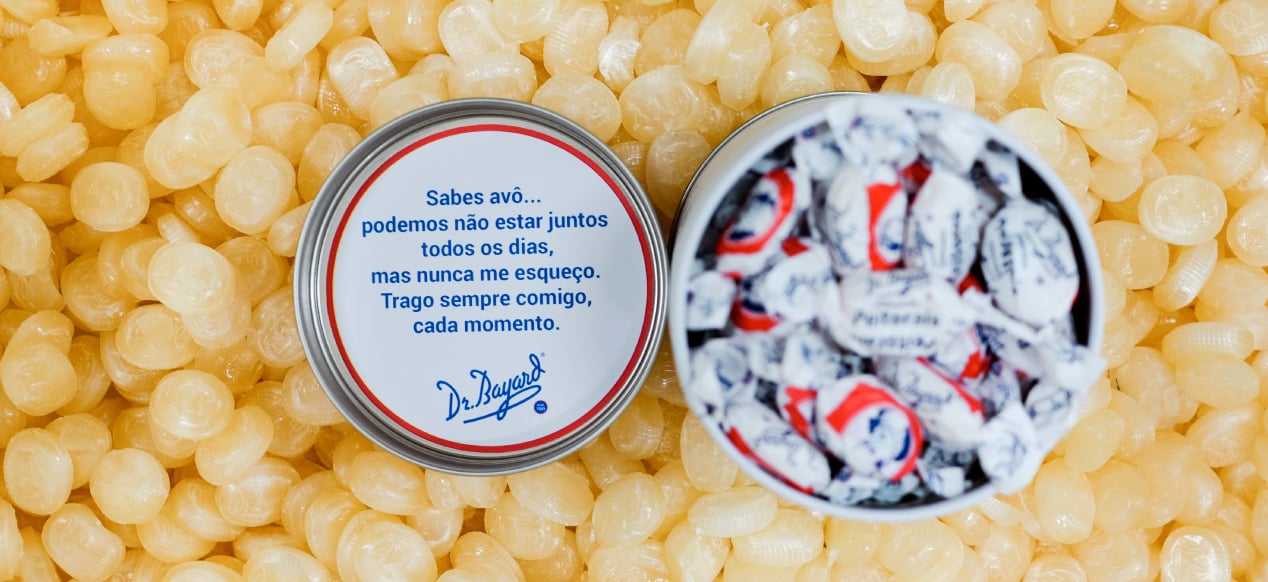 Sabes avô...
podemos não estar juntos
todos os dias,
mas nunca me esqueço.
Trago sempre comigo,
cada momento.
Dr. Bayard
Peitorais